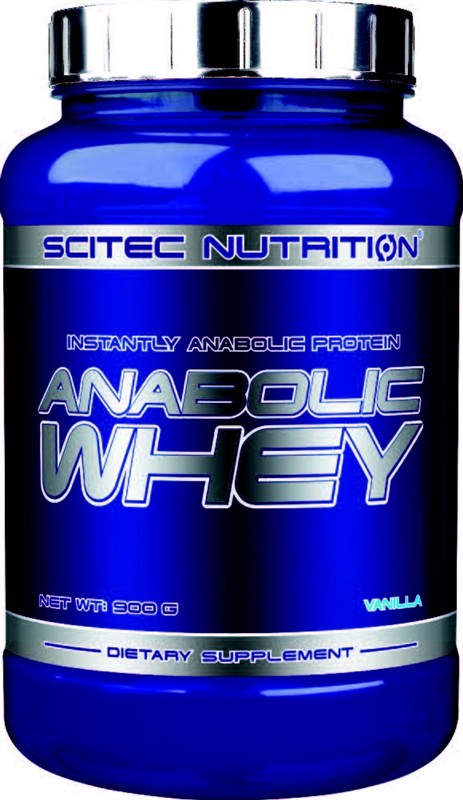 SCITEC NUTRITION®
INSTANTLY ANABOLIC PROTEIN
ANABOLIC
WHEY
NET WT: 900 G
VANILLA
DIETARY SUPPLEMENT